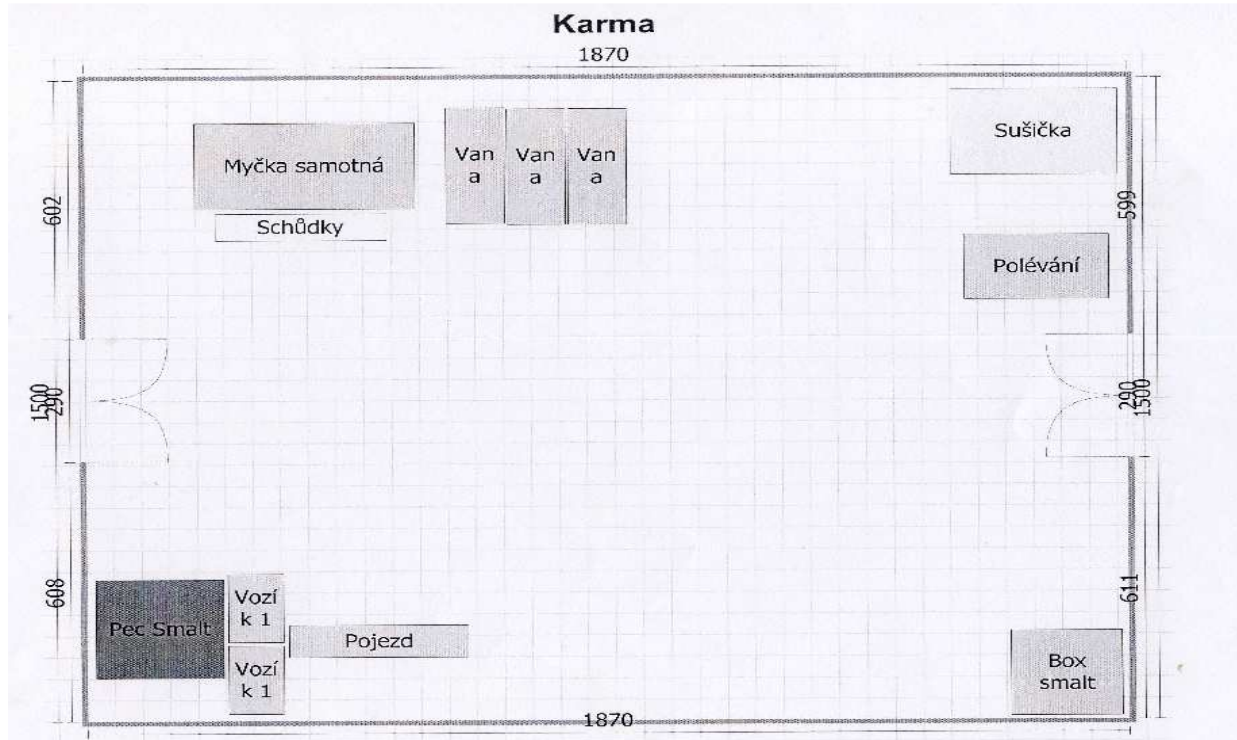 Karma
1870
Myčka samotná
Schůdky
Van
a
Van
a
Van
a
Sušička
Polévání
602
599
1500
290
290
1500
608
611
Pec Smalt
Vozí
k 1
Vozí
k 1
Pojezd
Box
smalt
1870